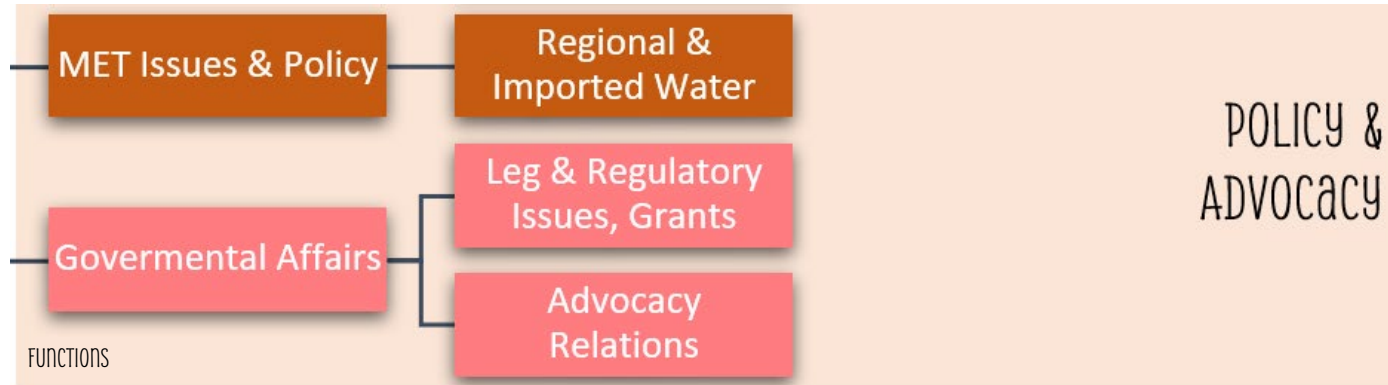 MET Issues & Policy
Regional &
Imported Water
Leg & Regulatory
Issues, Grants
Govermental Affairs
Advocacy
Relations
POLICY &
ADVOCACY
FUNCTIONS